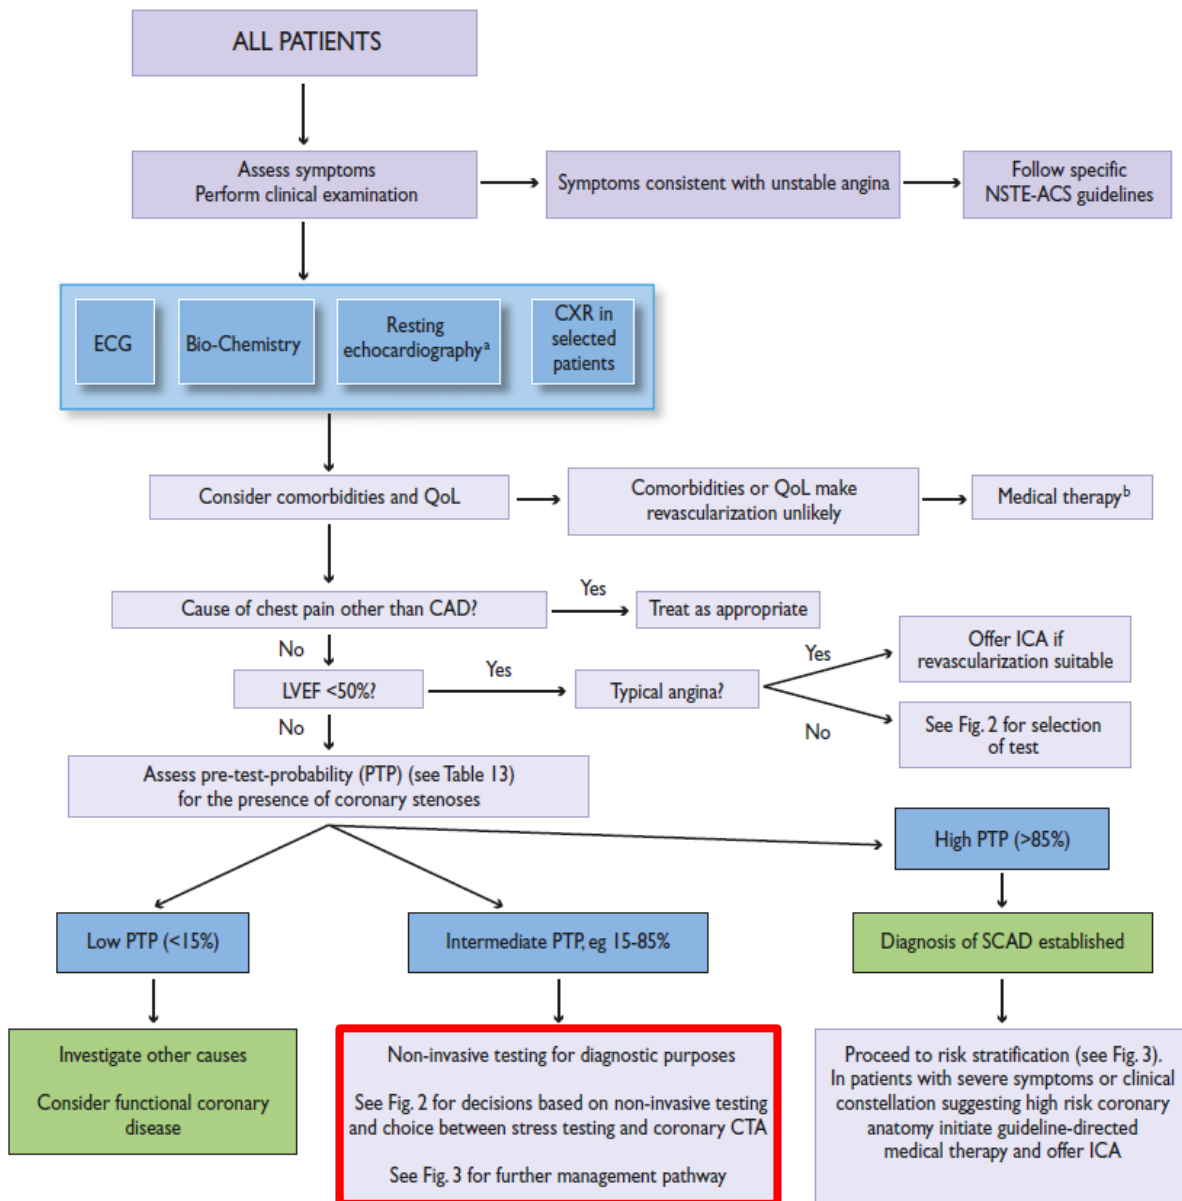 ALL PATIENTS
Assess symptoms
Perform clinical examination
Symptoms consistent with unstable angina
Follow specific
NSTE-ACS guidelines
ECG
Bio-Chemistry
Resting
echocardiographyᵃ
CXR in
selected
patients
Consider comorbidities and QoL
Comorbidities or QoL make
revascularization unlikely
Medical therapyᵇ
Cause of chest pain other than CAD?
Yes
Treat as appropriate
No
LVEF <50%?
Yes
Typical angina?
Yes
Offer ICA if
revascularization suitable
No
See Fig. 2 for selection
of test
No
Assess pre-test-probability (PTP) (see Table 13)
for the presence of coronary stenoses
High PTP (>85%)
Low PTP (<15%)
Intermediate PTP, eg 15-85%
Diagnosis of SCAD established
Investigate other causes
Consider functional coronary
disease
Non-invasive testing for diagnostic purposes
See Fig. 2 for decisions based on non-invasive testing
and choice between stress testing and coronary CTA
See Fig. 3 for further management pathway
Proceed to risk stratification (see Fig. 3).
In patients with severe symptoms or clinical
constellation suggesting high risk coronary
anatomy initiate guideline-directed
medical therapy and offer ICA